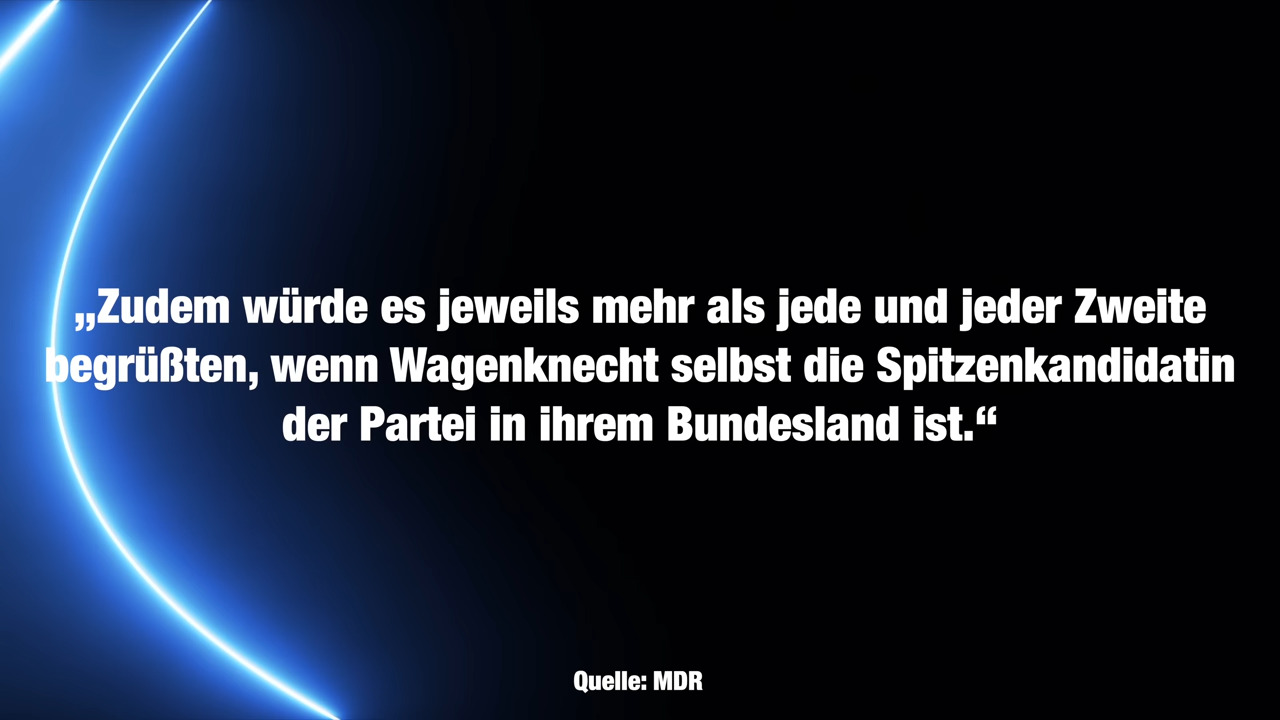 „Zudem würde es jeweils mehr als jede und jeder Zweite
begrüßten, wenn Wagenknecht selbst die Spitzenkandidatin
der Partei in ihrem Bundesland ist.“
Quelle: MDR